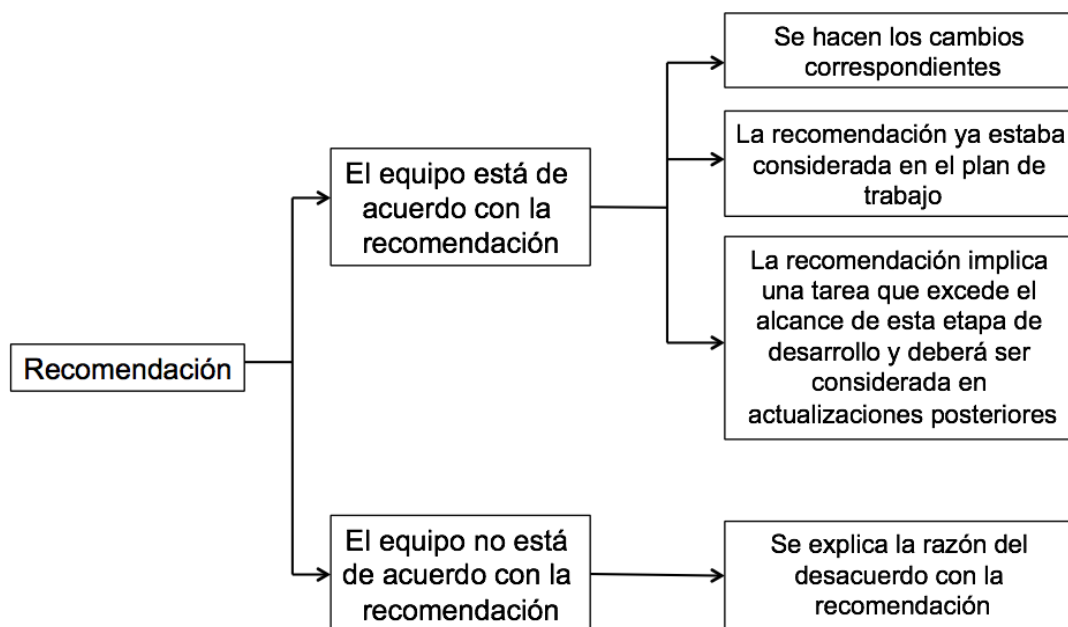 Se hacen los cambios
correspondientes
La recomendación ya estaba
considerada en el plan de
trabajo
El equipo está de
acuerdo con la
recomendación
La recomendación implica
una tarea que excede el
alcance de esta etapa de
desarrollo y deberá ser
considerada en
actualizaciones posteriores
Recomendación
El equipo no está
de acuerdo con la
recomendación
Se explica la razón del
desacuerdo con la
recomendación